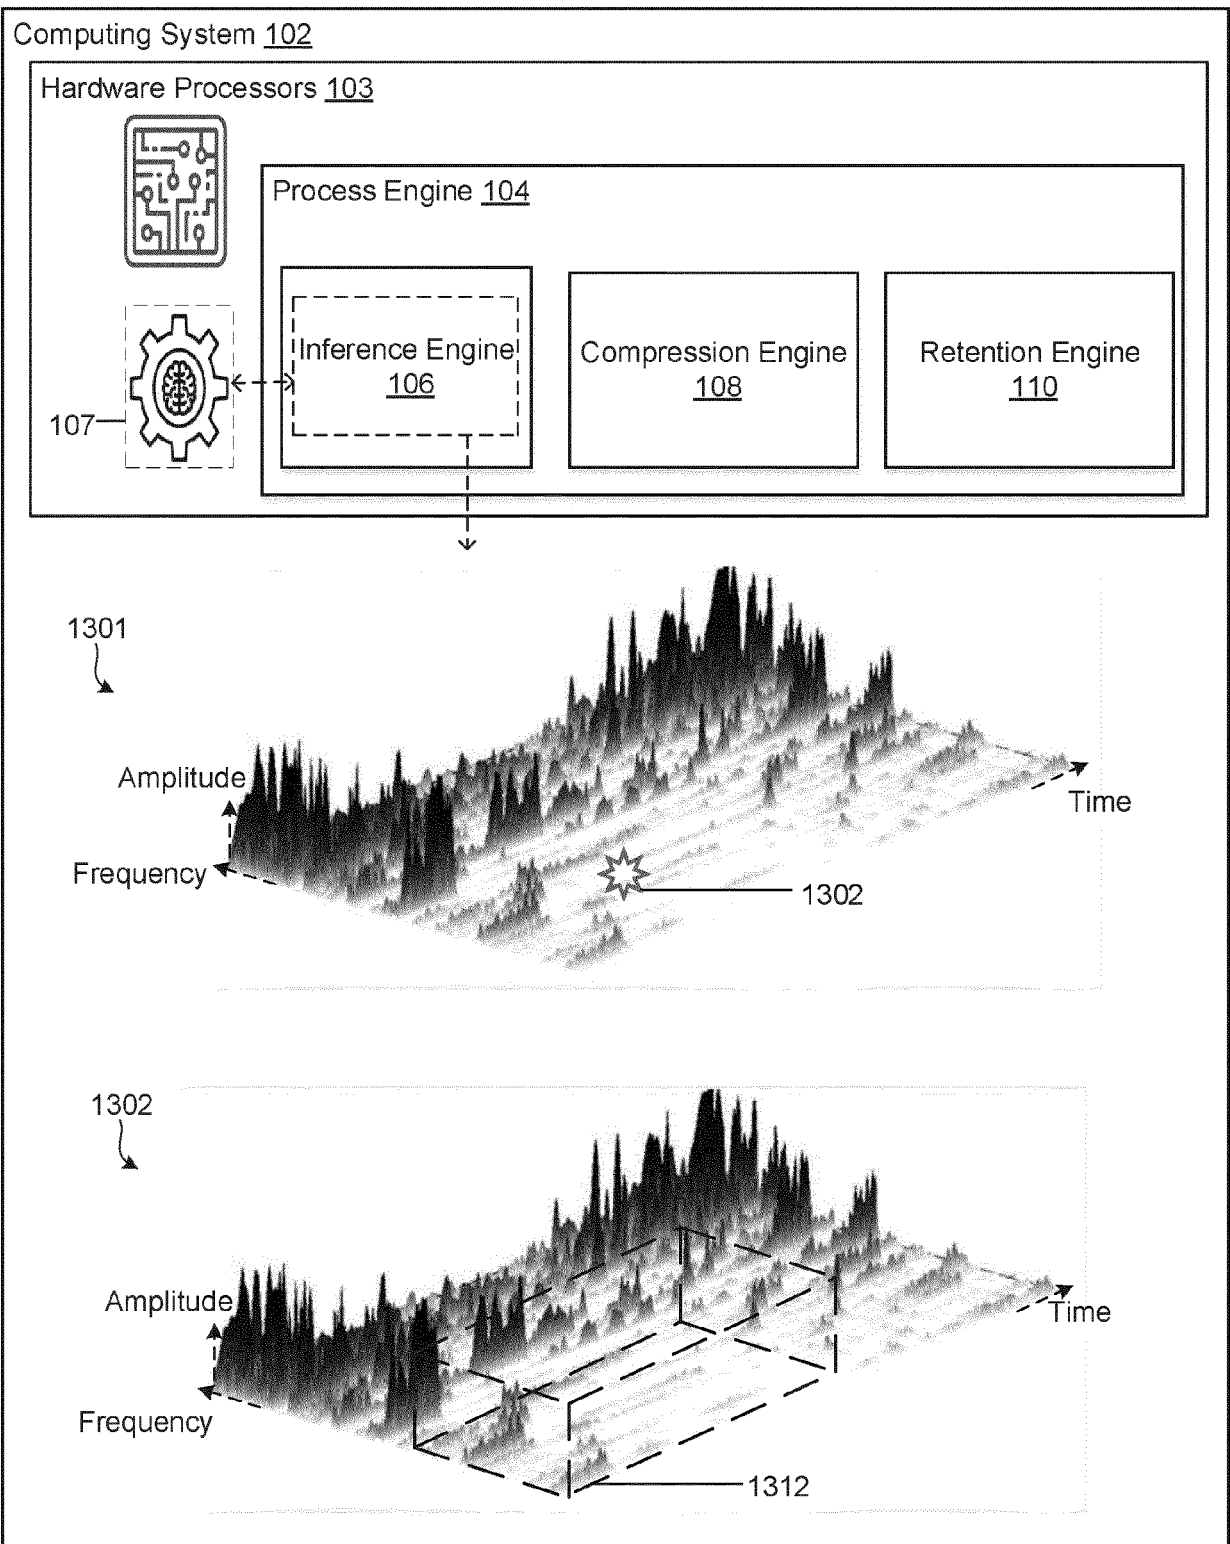 Computing System 102
Hardware Processors 103
Process Engine 104
Inference Engine
106
Compression Engine
108
Retention Engine
110
107
1301
Amplitude
Frequency
Time
1302
1302
Amplitude
Frequency
Time
1312